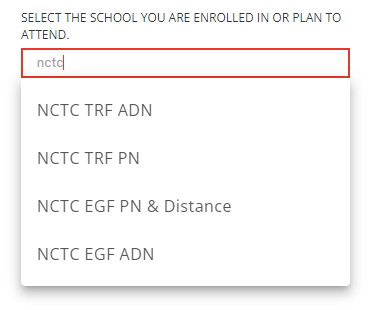 SELECT THE SCHOOL YOU ARE ENROLLED IN OR PLAN TO
ATTEND.
nctc
NCTC TRF ADN
NCTC TRF PN
NCTC EGF PN & Distance
NCTC EGF ADN